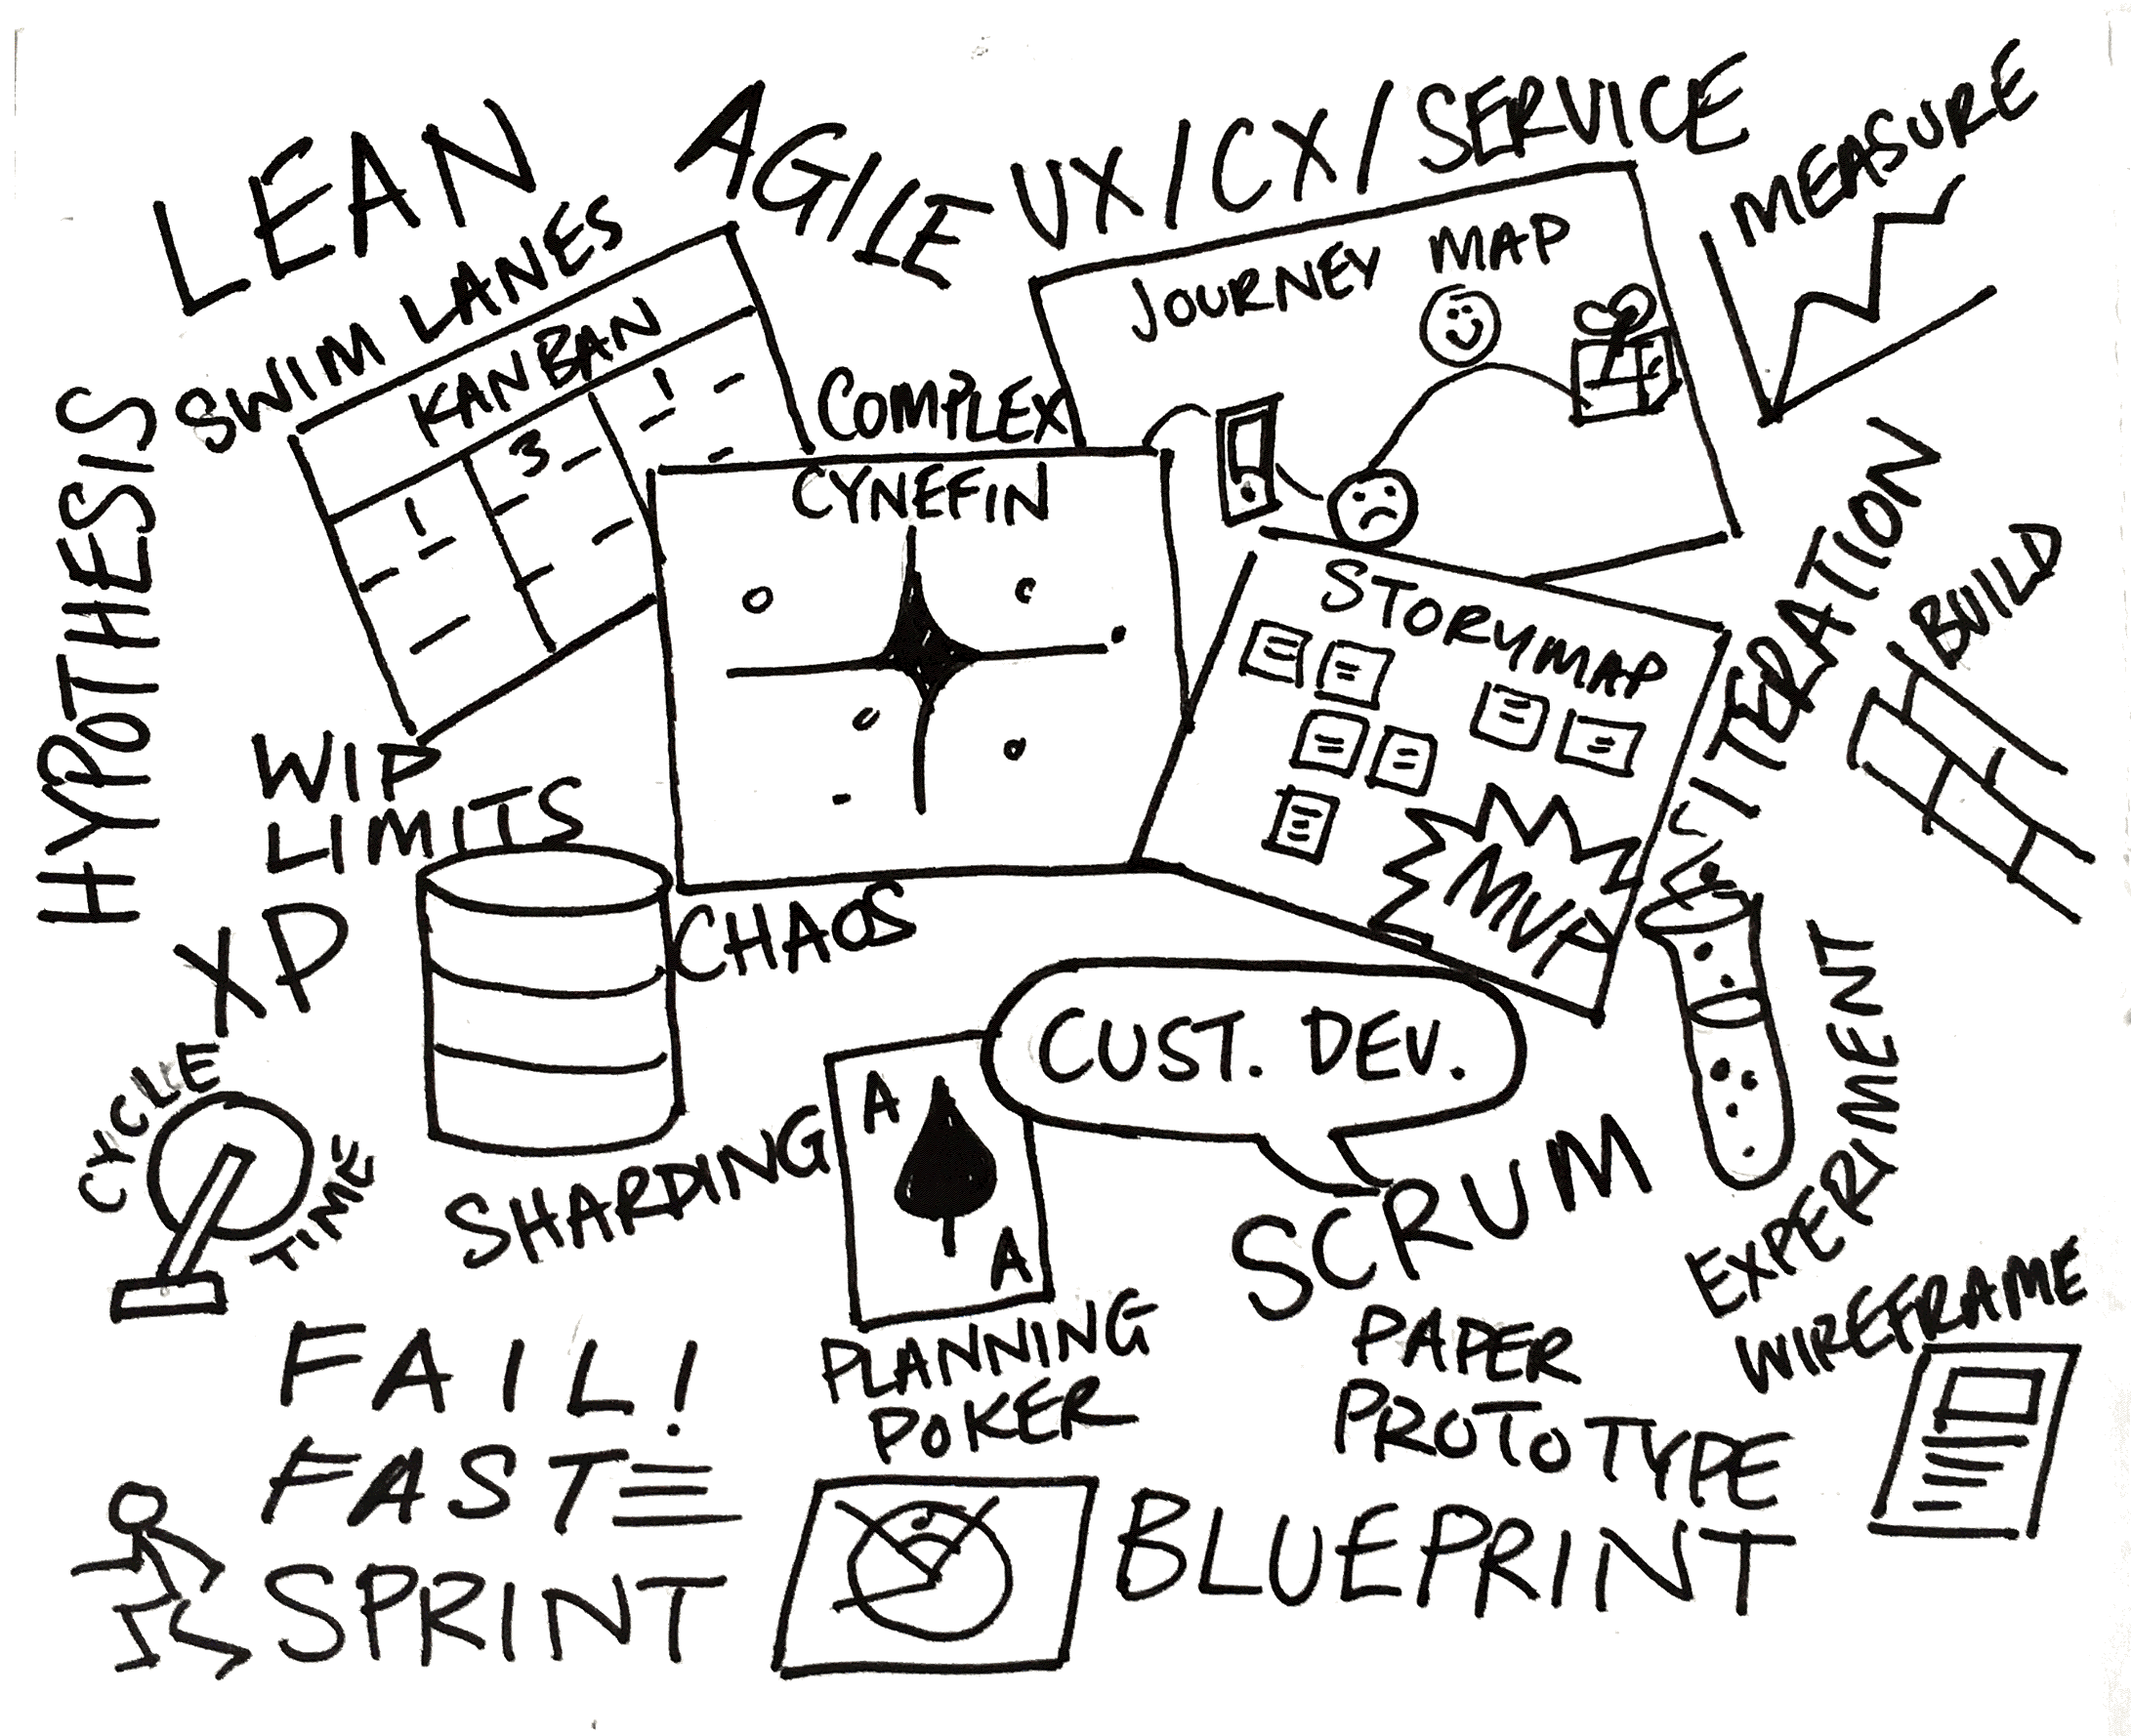 LEAN
AGILE
UX/CX/SERVICE
MEASURE
SWIM LANES
KANBAN
1
3
1
JOURNEY MAP
COMPLEX
CYNEFIN
HYPOTHESIS
STORYMAP
ITERATION
BUILD
WIP
LIMITS
MVP
XP
CHAOS
CUST. DEV.
EXPERIMENT
CYCLE
TIME
SHARDING
A
A
SCRUM
PLANNING
POKER
PAPER
PROTOTYPE
WIREFRAME
FAIL!
FAST
SPRINT
BLUEPRINT